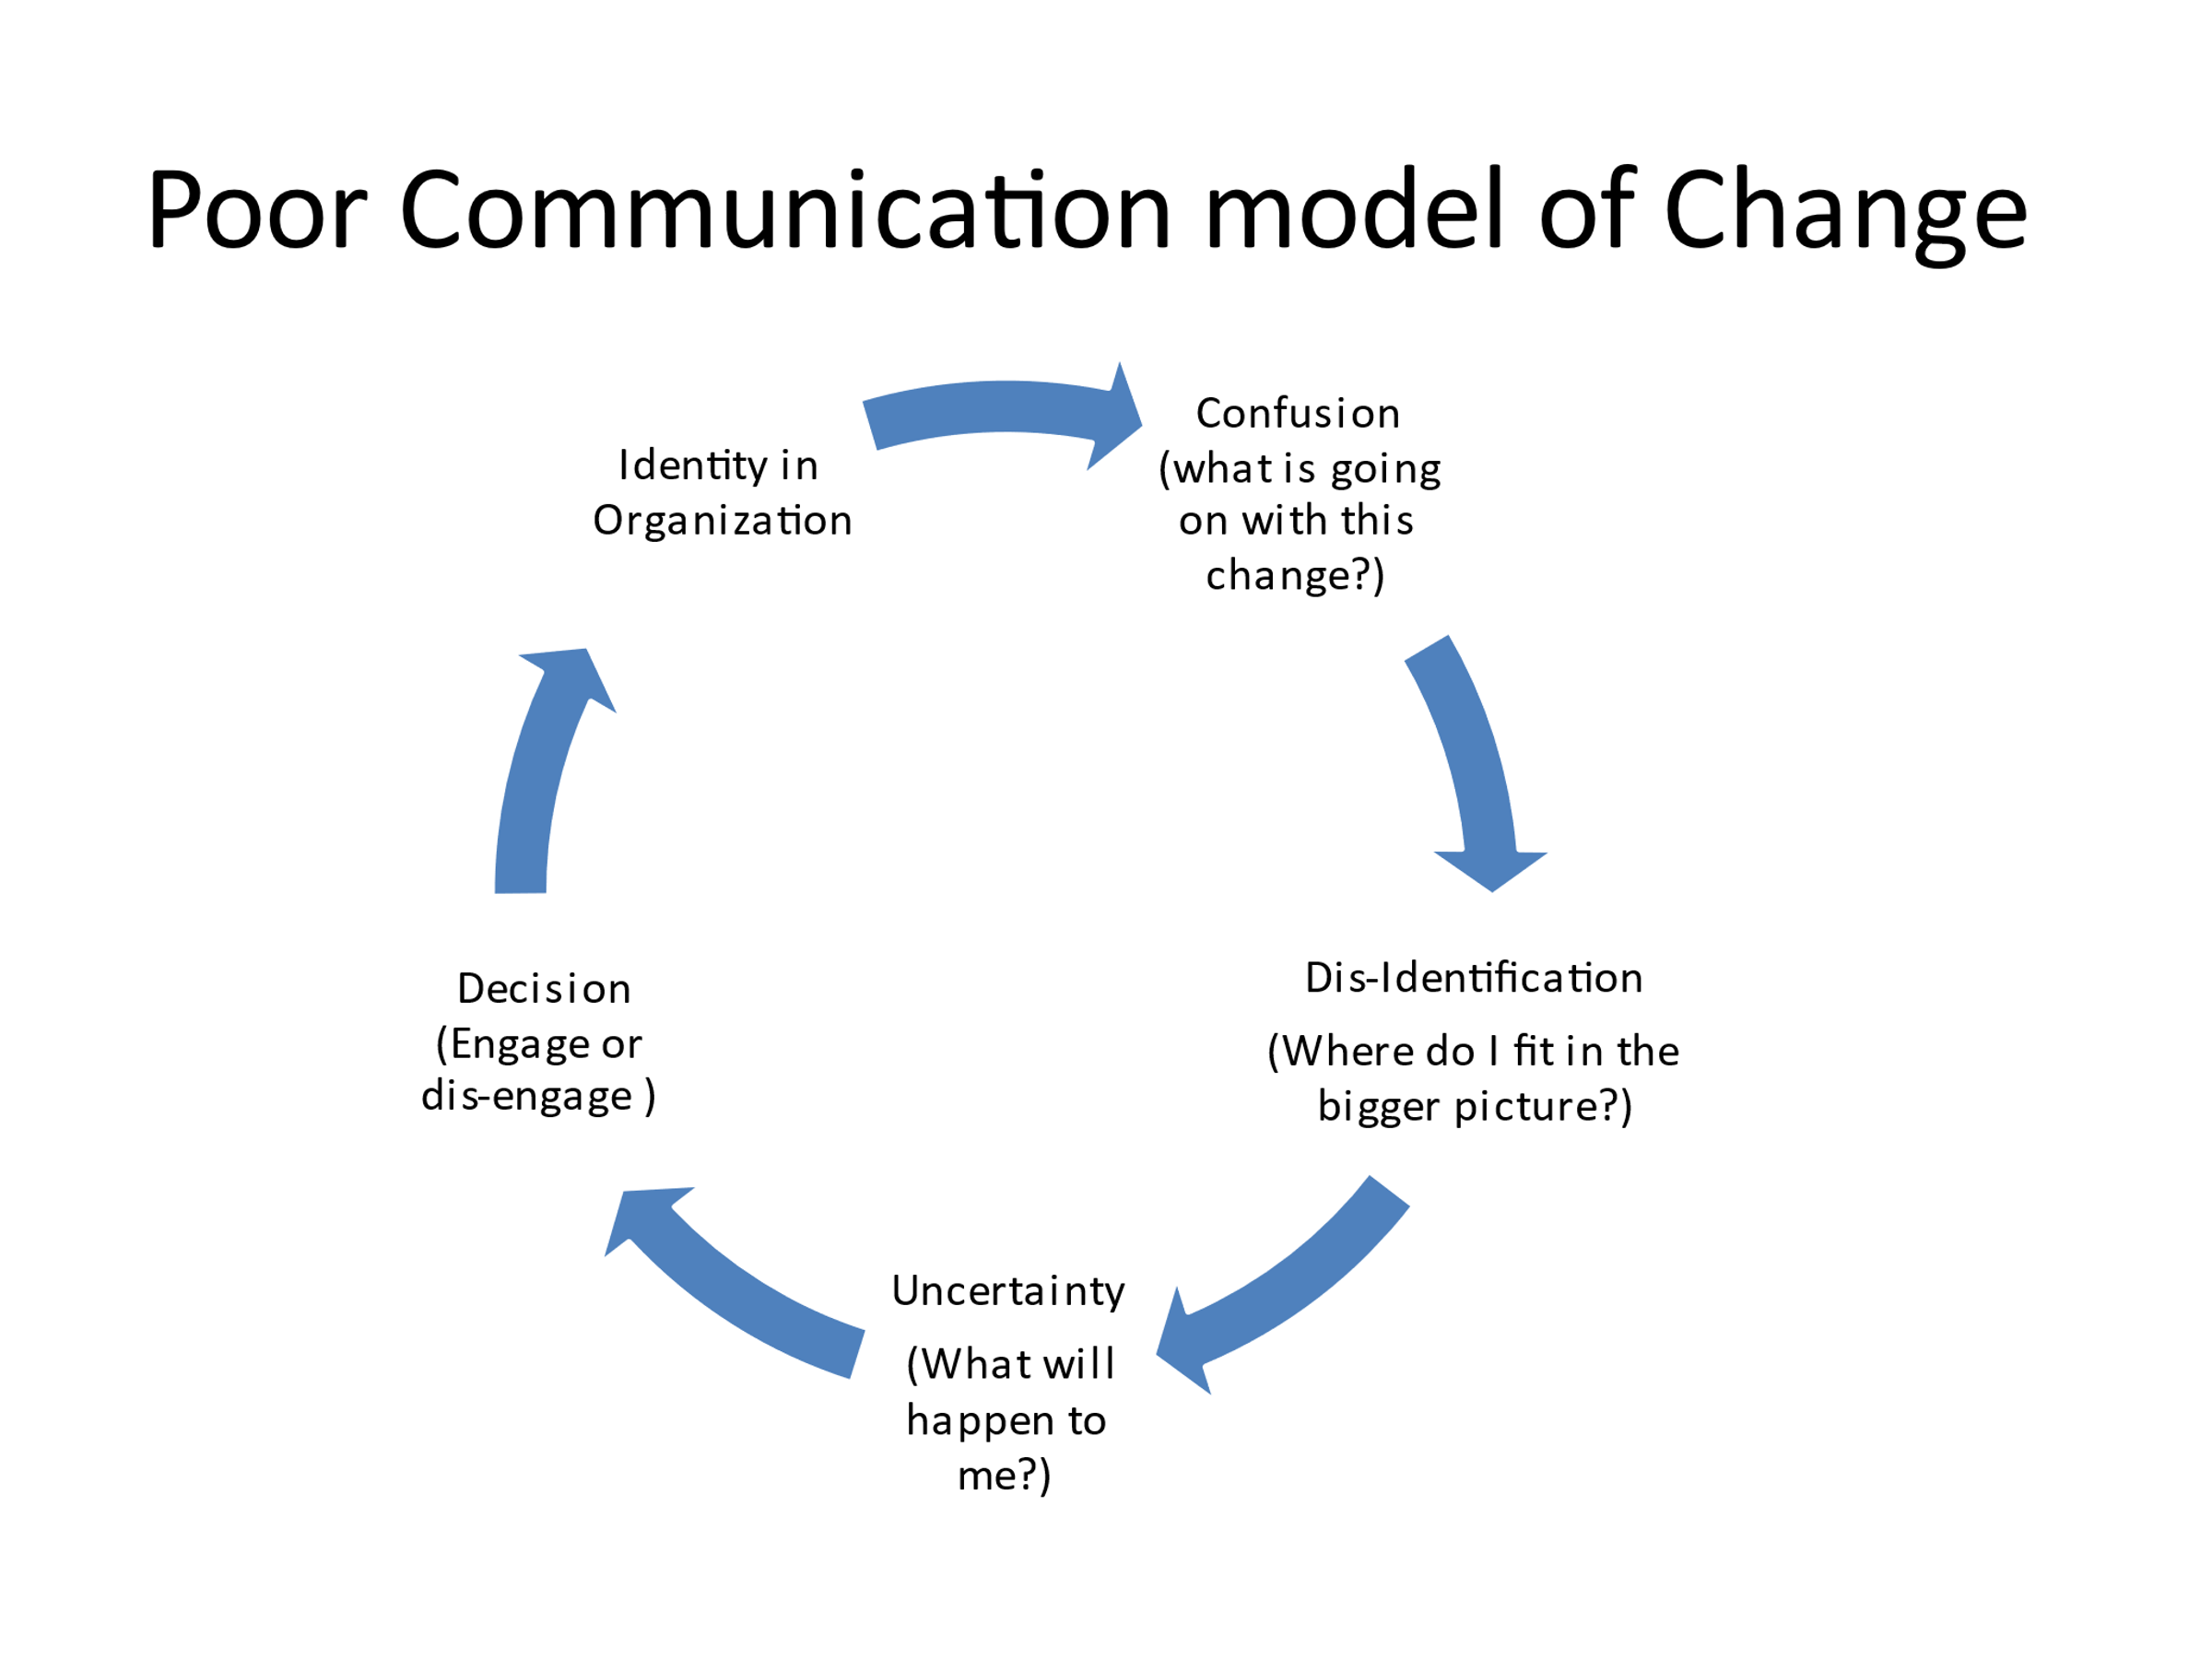 Poor Communication model of Change
Identity in
Organization
Confusion
(what is going
on with this
change?)
Dis-Identification
(Where do I fit in the
bigger picture?)
Uncertainty
(What will
happen to
me?)
Decision
(Engage or
dis-engage )